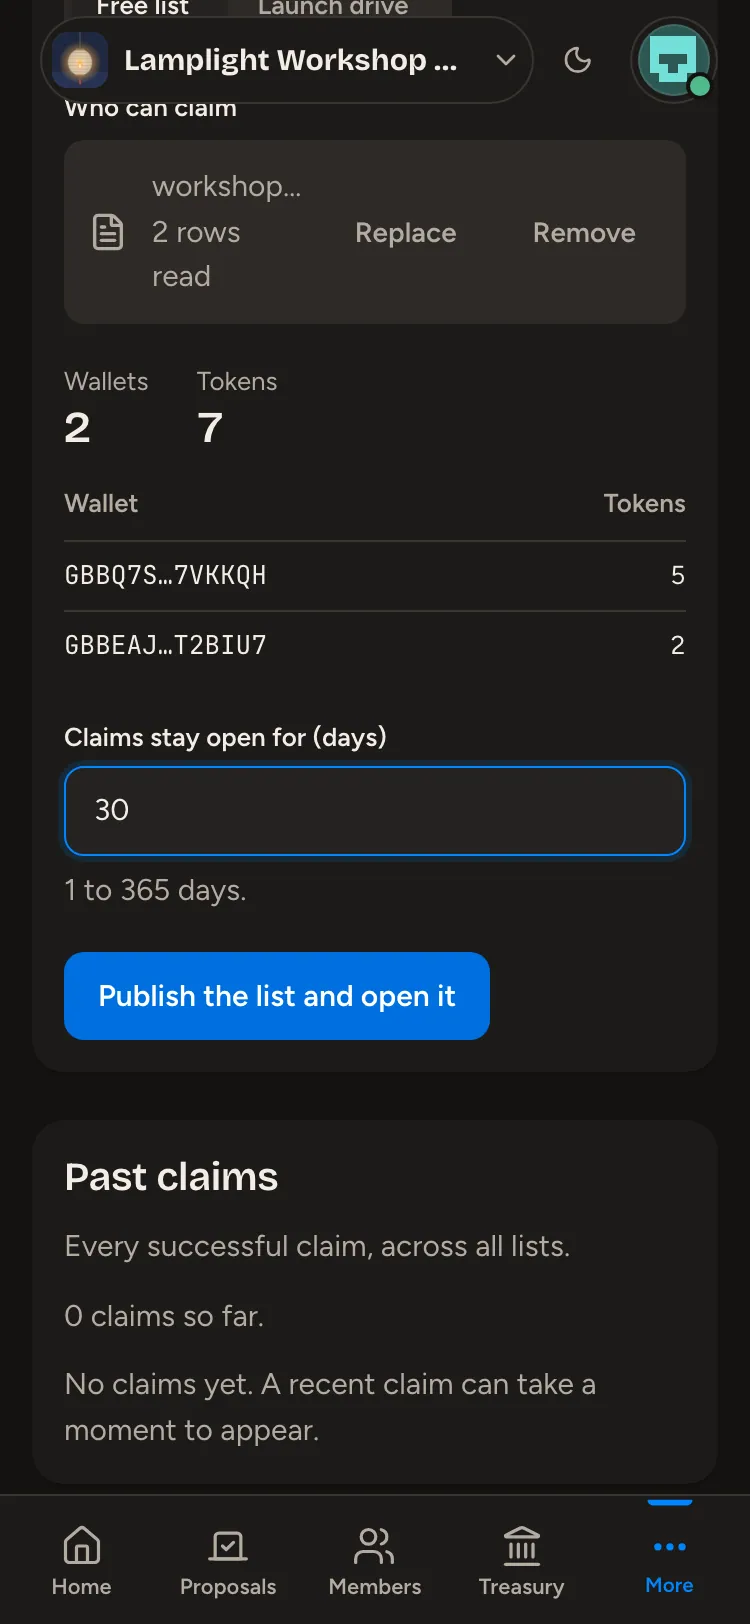 Free list
Launch drive
Lamplight Workshop ...
Who can claim
workshop...
2 rows
read
Replace
Remove
Wallets
Tokens
2
7
Wallet
Tokens
GBBQ7S…7VKKQH
5
GBBEAJ…T2BIU7
2
Claims stay open for (days)
30
1 to 365 days.
Publish the list and open it
Past claims
Every successful claim, across all lists.
0 claims so far.
No claims yet. A recent claim can take a
moment to appear.
Home
Proposals
Members
Treasury
More